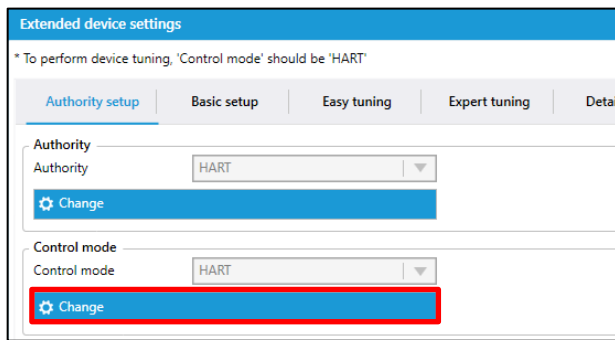 Extended device settings
* To perform device tuning, 'Control mode' should be 'HART'
Authority setup Basic setup Easy tuning Expert tuning Detai
Authority
Authority HART
Change
Control mode
Control mode HART
Change